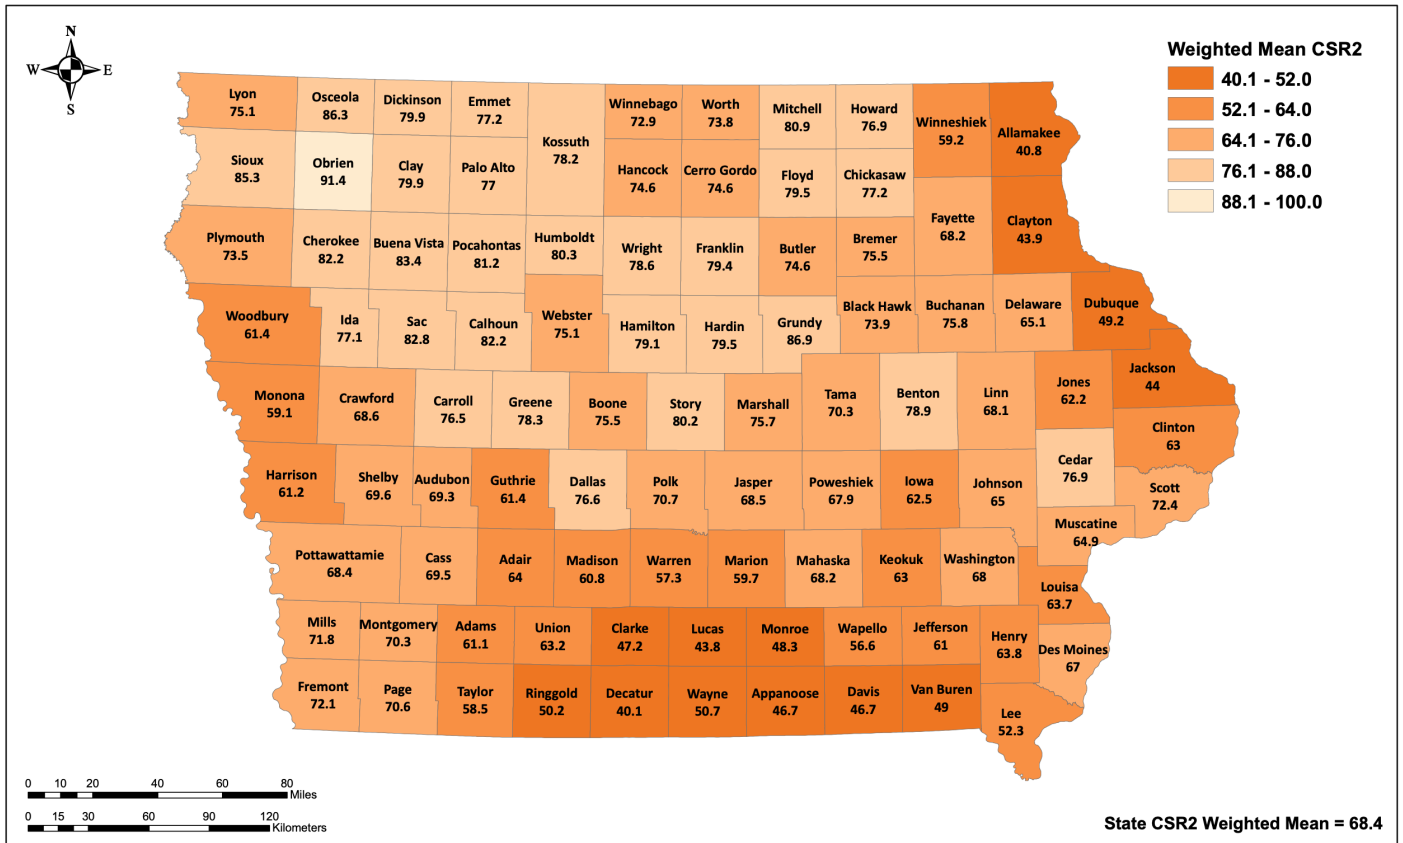 N
W
E
S
Weighted Mean CSR2
40.1 - 52.0
52.1 - 64.0
64.1 - 76.0
76.1 - 88.0
88.1 - 100.0
Lyon
75.1
Osceola
86.3
Dickinson
79.9
Emmet
77.2
Kossuth
78.2
Winnebago
72.9
Worth
73.8
Mitchell
80.9
Howard
76.9
Winneshiek
59.2
Allamakee
40.8
Sioux
85.3
Obrien
91.4
Clay
79.9
Palo Alto
77
Hancock
74.6
Cerro Gordo
74.6
Floyd
79.5
Chickasaw
77.2
Fayette
68.2
Clayton
43.9
Plymouth
73.5
Cherokee
82.2
Buena Vista
83.4
Pocahontas
81.2
Humboldt
80.3
Wright
78.6
Franklin
79.4
Butler
74.6
Bremer
75.5
Woodbury
61.4
Ida
77.1
Sac
82.8
Calhoun
82.2
Webster
75.1
Hamilton
79.1
Hardin
79.5
Grundy
86.9
Black Hawk
73.9
Buchanan
75.8
Delaware
65.1
Dubuque
49.2
Monona
59.1
Crawford
68.6
Carroll
76.5
Greene
78.3
Boone
75.5
Story
80.2
Marshall
75.7
Tama
70.3
Benton
78.9
Linn
68.1
Jones
62.2
Jackson
44
Clinton
63
Harrison
61.2
Shelby
69.6
Audubon
69.3
Guthrie
61.4
Dallas
76.6
Polk
70.7
Jasper
68.5
Poweshiek
67.9
Iowa
62.5
Johnson
65
Cedar
76.9
Scott
72.4
Muscatine
64.9
Pottawattamie
68.4
Cass
69.5
Adair
64
Madison
60.8
Warren
57.3
Marion
59.7
Mahaska
68.2
Keokuk
63
Washington
68
Louisa
63.7
Mills
71.8
Montgomery
70.3
Adams
61.1
Union
63.2
Clarke
47.2
Lucas
43.8
Monroe
48.3
Wapello
56.6
Jefferson
61
Henry
63.8
Des Moines
67
Fremont
72.1
Page
70.6
Taylor
58.5
Ringgold
50.2
Decatur
40.1
Wayne
50.7
Appanoose
46.7
Davis
46.7
Van Buren
49
Lee
52.3
0 10 20 40 60 80
Miles
0 15 30 60 90 120
Kilometers
State CSR2 Weighted Mean = 68.4